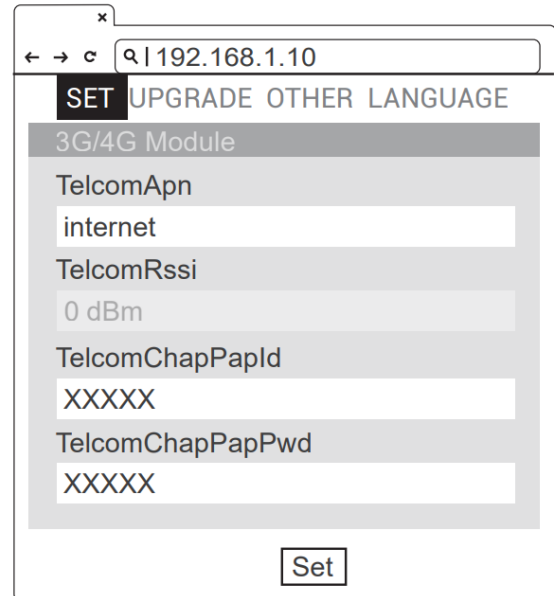 192.168.1.10
SET UPGRADE OTHER LANGUAGE
3G/4G Module
TelcomApn
internet
TelcomRssi
0 dBm
TelcomChapPapId
XXXXX
TelcomChapPapPwd
XXXXX
Set